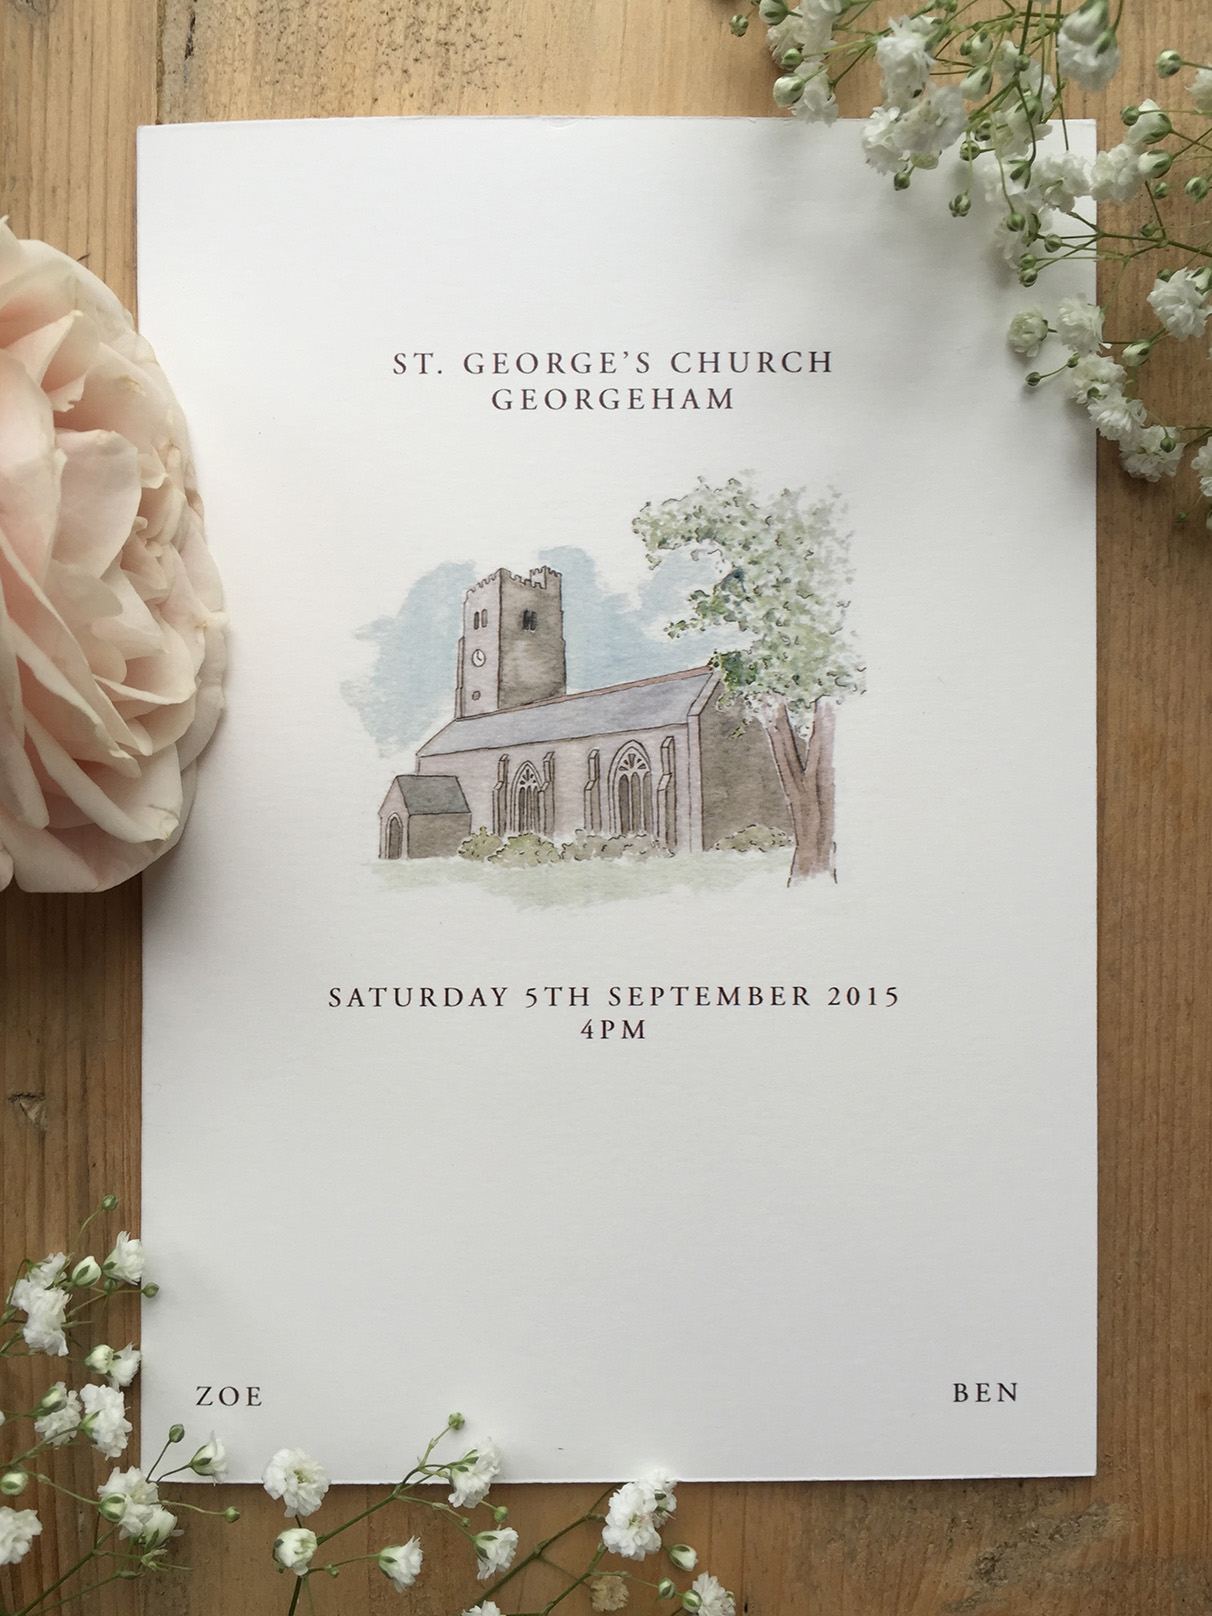 ST. GEORGE’S CHURCH
GEORGEHAM
SATURDAY 5TH SEPTEMBER 2015
4PM
ZOE
BEN